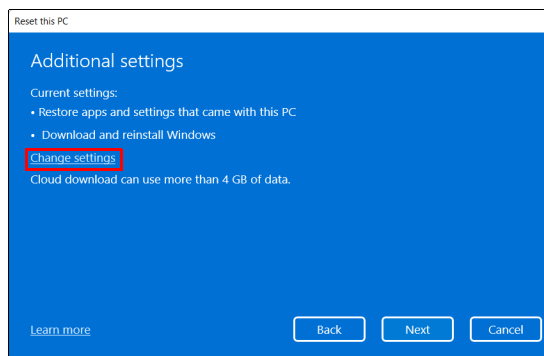 Reset this PC
Additional settings
Current settings:
• Restore apps and settings that came with this PC
• Download and reinstall Windows
Change settings
Cloud download can use more than 4 GB of data.
Learn more
Back
Next
Cancel